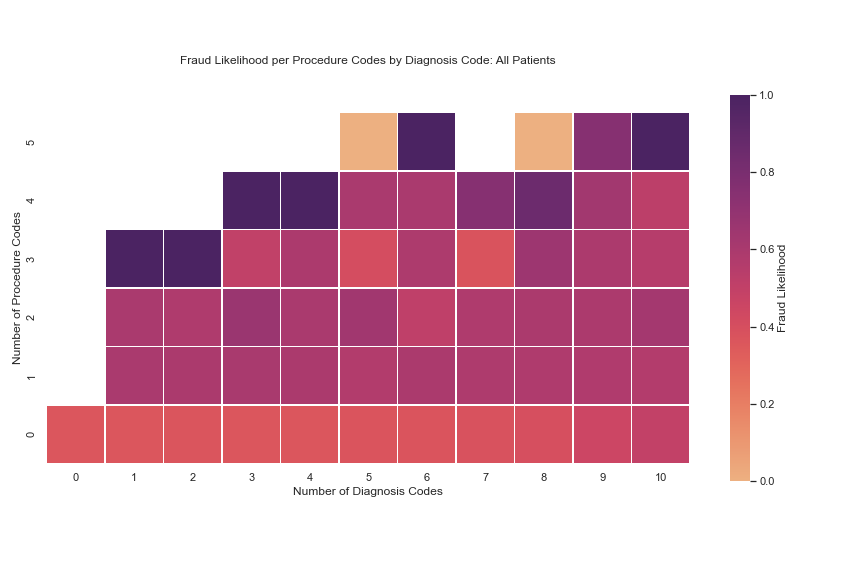 Fraud Likelihood per Procedure Codes by Diagnosis Code: All Patients
Number of Procedure Codes
5
4
3
2
1
0
0 1 2 3 4 5 6 7 8 9 10
Number of Diagnosis Codes
1.0
0.8
0.6
0.4
0.2
0.0
Fraud Likelihood